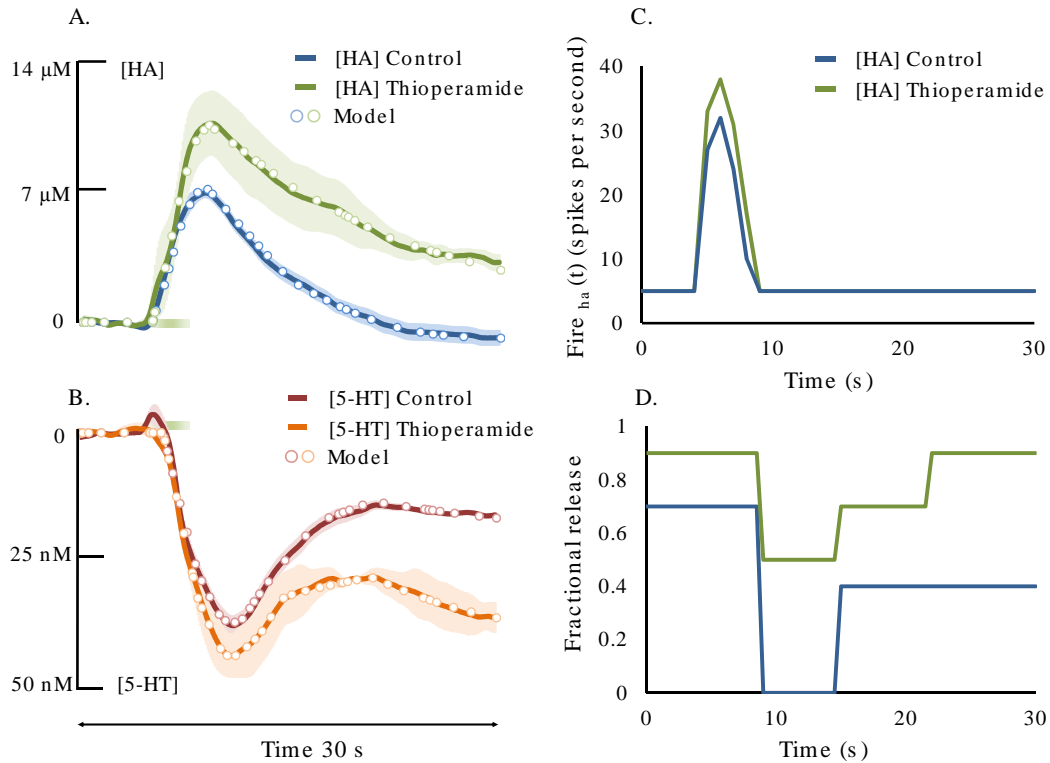 A.
14 µM
[HA]
[HA] Control
[HA] Thioperamide
Model
7 µM
0
B.
[5-HT] Control
[5-HT] Thioperamide
Model
0
25 nM
50 nM
[5-HT]
Time 30 s
C.
[HA] Control
[HA] Thioperamide
Fire ha (t) (spikes per second)
40
30
20
10
0
0 10 20 30
Time (s)
D.
Fractional release
1
0.8
0.6
0.4
0.2
0
0 10 20 30
Time (s)